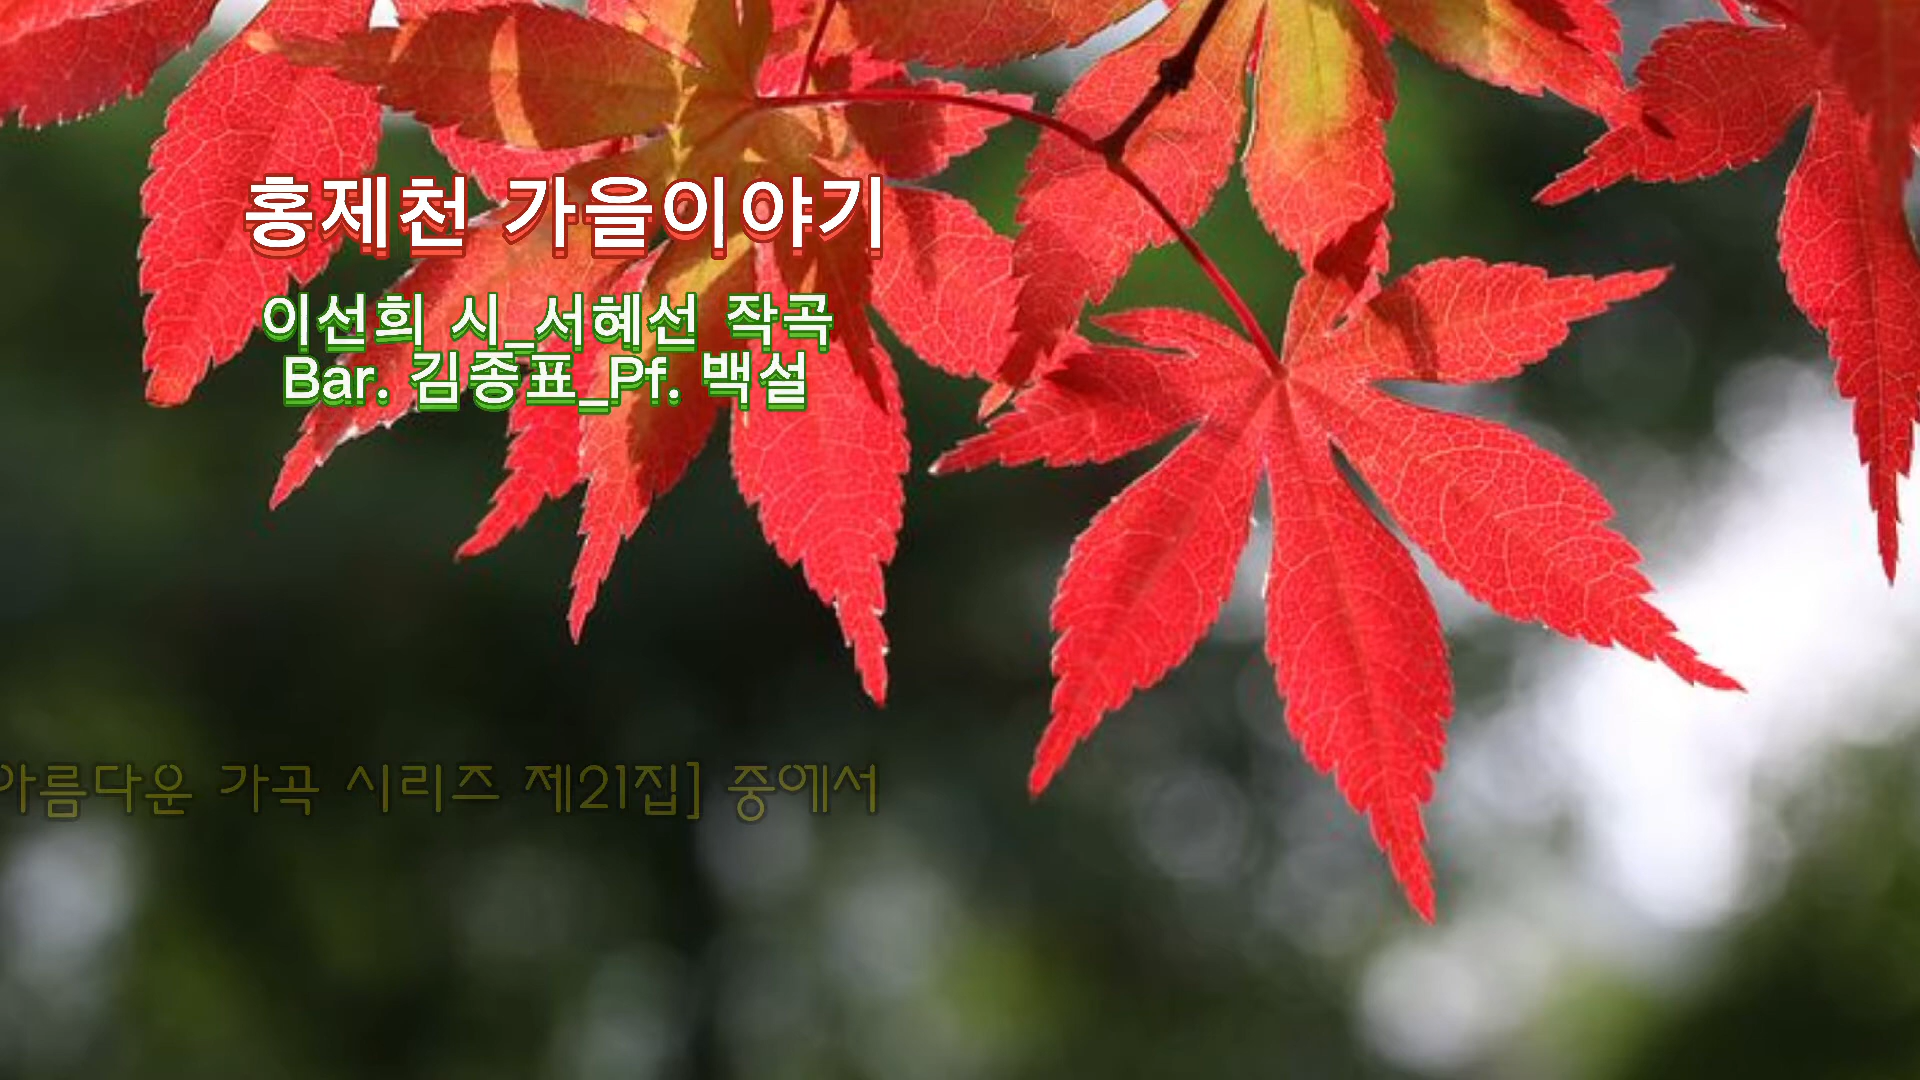 홍제천 가을이야기
이선희 시_서혜선 작곡
Bar. 김종표_Pf. 백설
아름다운 가곡 시리즈 제21집] 중에서